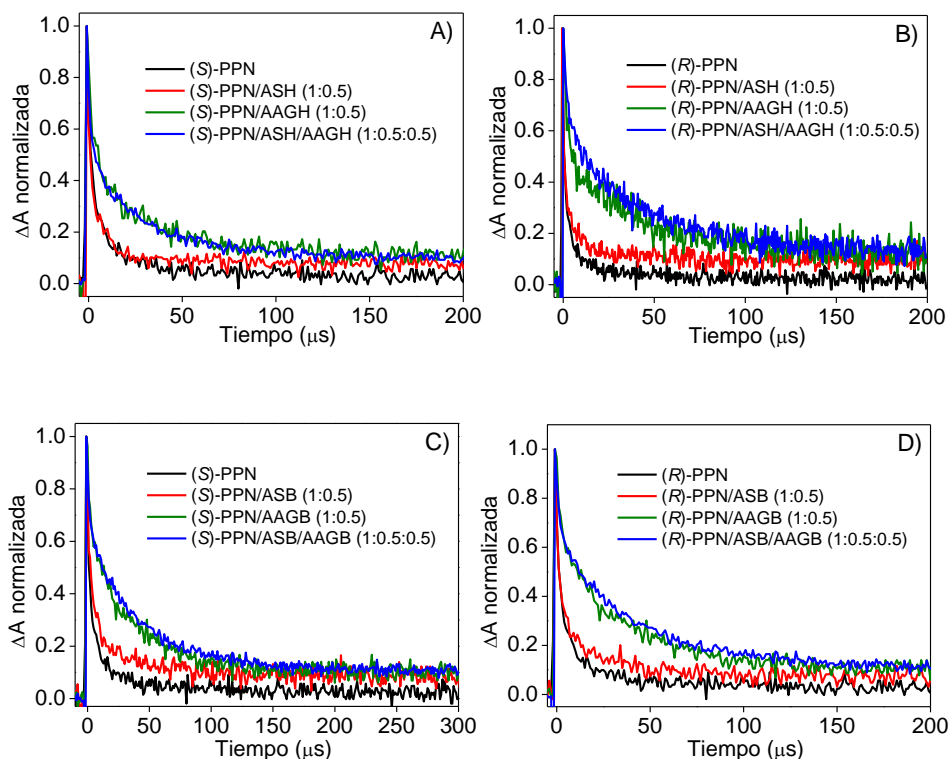 A)
(S)-PPN
(S)-PPN/ASH (1:0.5)
(S)-PPN/AAGH (1:0.5)
(S)-PPN/ASH/AAGH (1:0.5:0.5)
ΔA normalizada
1.0
0.8
0.6
0.4
0.2
0.0
0 50 100 150 200
Tiempo (μs)
B)
(R)-PPN
(R)-PPN/ASH (1:0.5)
(R)-PPN/AAGH (1:0.5)
(R)-PPN/ASH/AAGH (1:0.5:0.5)
ΔA normalizada
1.0
0.8
0.6
0.4
0.2
0.0
0 50 100 150 200
Tiempo (μs)
C)
(S)-PPN
(S)-PPN/ASB (1:0.5)
(S)-PPN/AAGB (1:0.5)
(S)-PPN/ASB/AAGB (1:0.5:0.5)
ΔA normalizada
1.0
0.8
0.6
0.4
0.2
0.0
0 50 100 150 200 250 300
Tiempo (μs)
D)
(R)-PPN
(R)-PPN/ASB (1:0.5)
(R)-PPN/AAGB (1:0.5)
(R)-PPN/ASB/AAGB (1:0.5:0.5)
ΔA normalizada
1.0
0.8
0.6
0.4
0.2
0.0
0 50 100 150 200
Tiempo (μs)